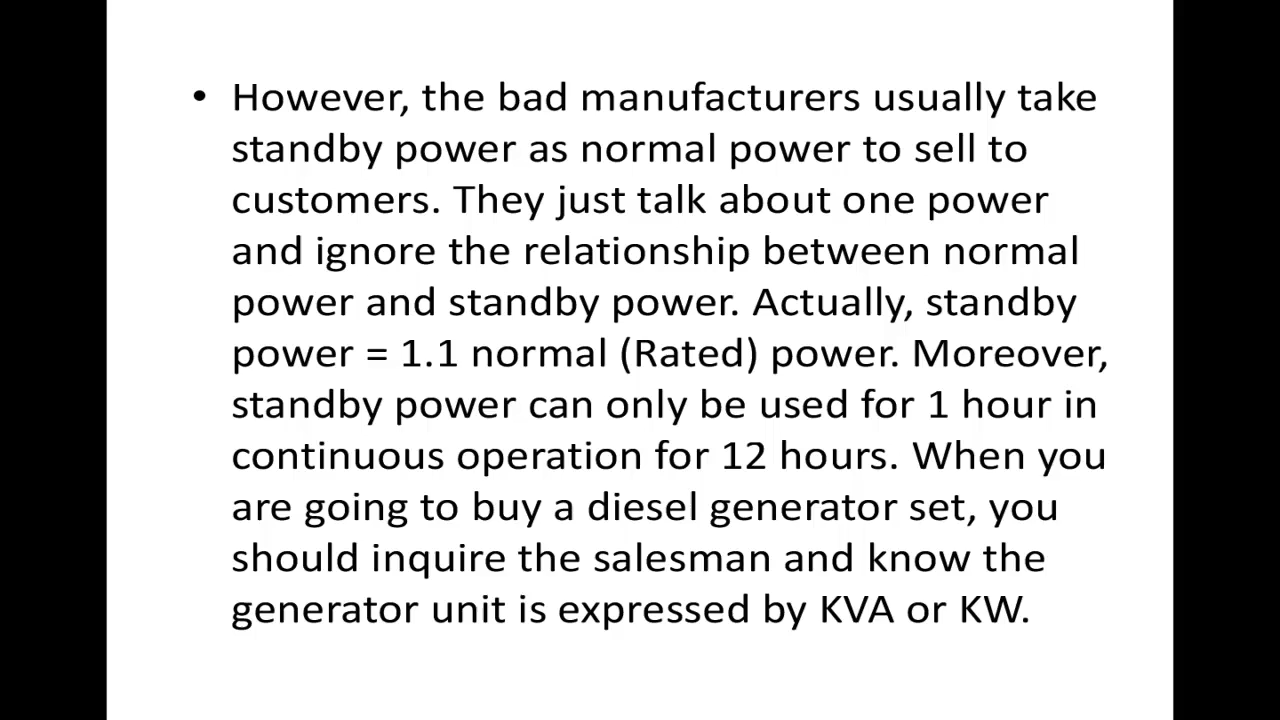 • However, the bad manufacturers usually take
standby power as normal power to sell to
customers. They just talk about one power
and ignore the relationship between normal
power and standby power. Actually, standby
power = 1.1 normal (Rated) power. Moreover,
standby power can only be used for 1 hour in
continuous operation for 12 hours. When you
are going to buy a diesel generator set, you
should inquire the salesman and know the
generator unit is expressed by KVA or KW.